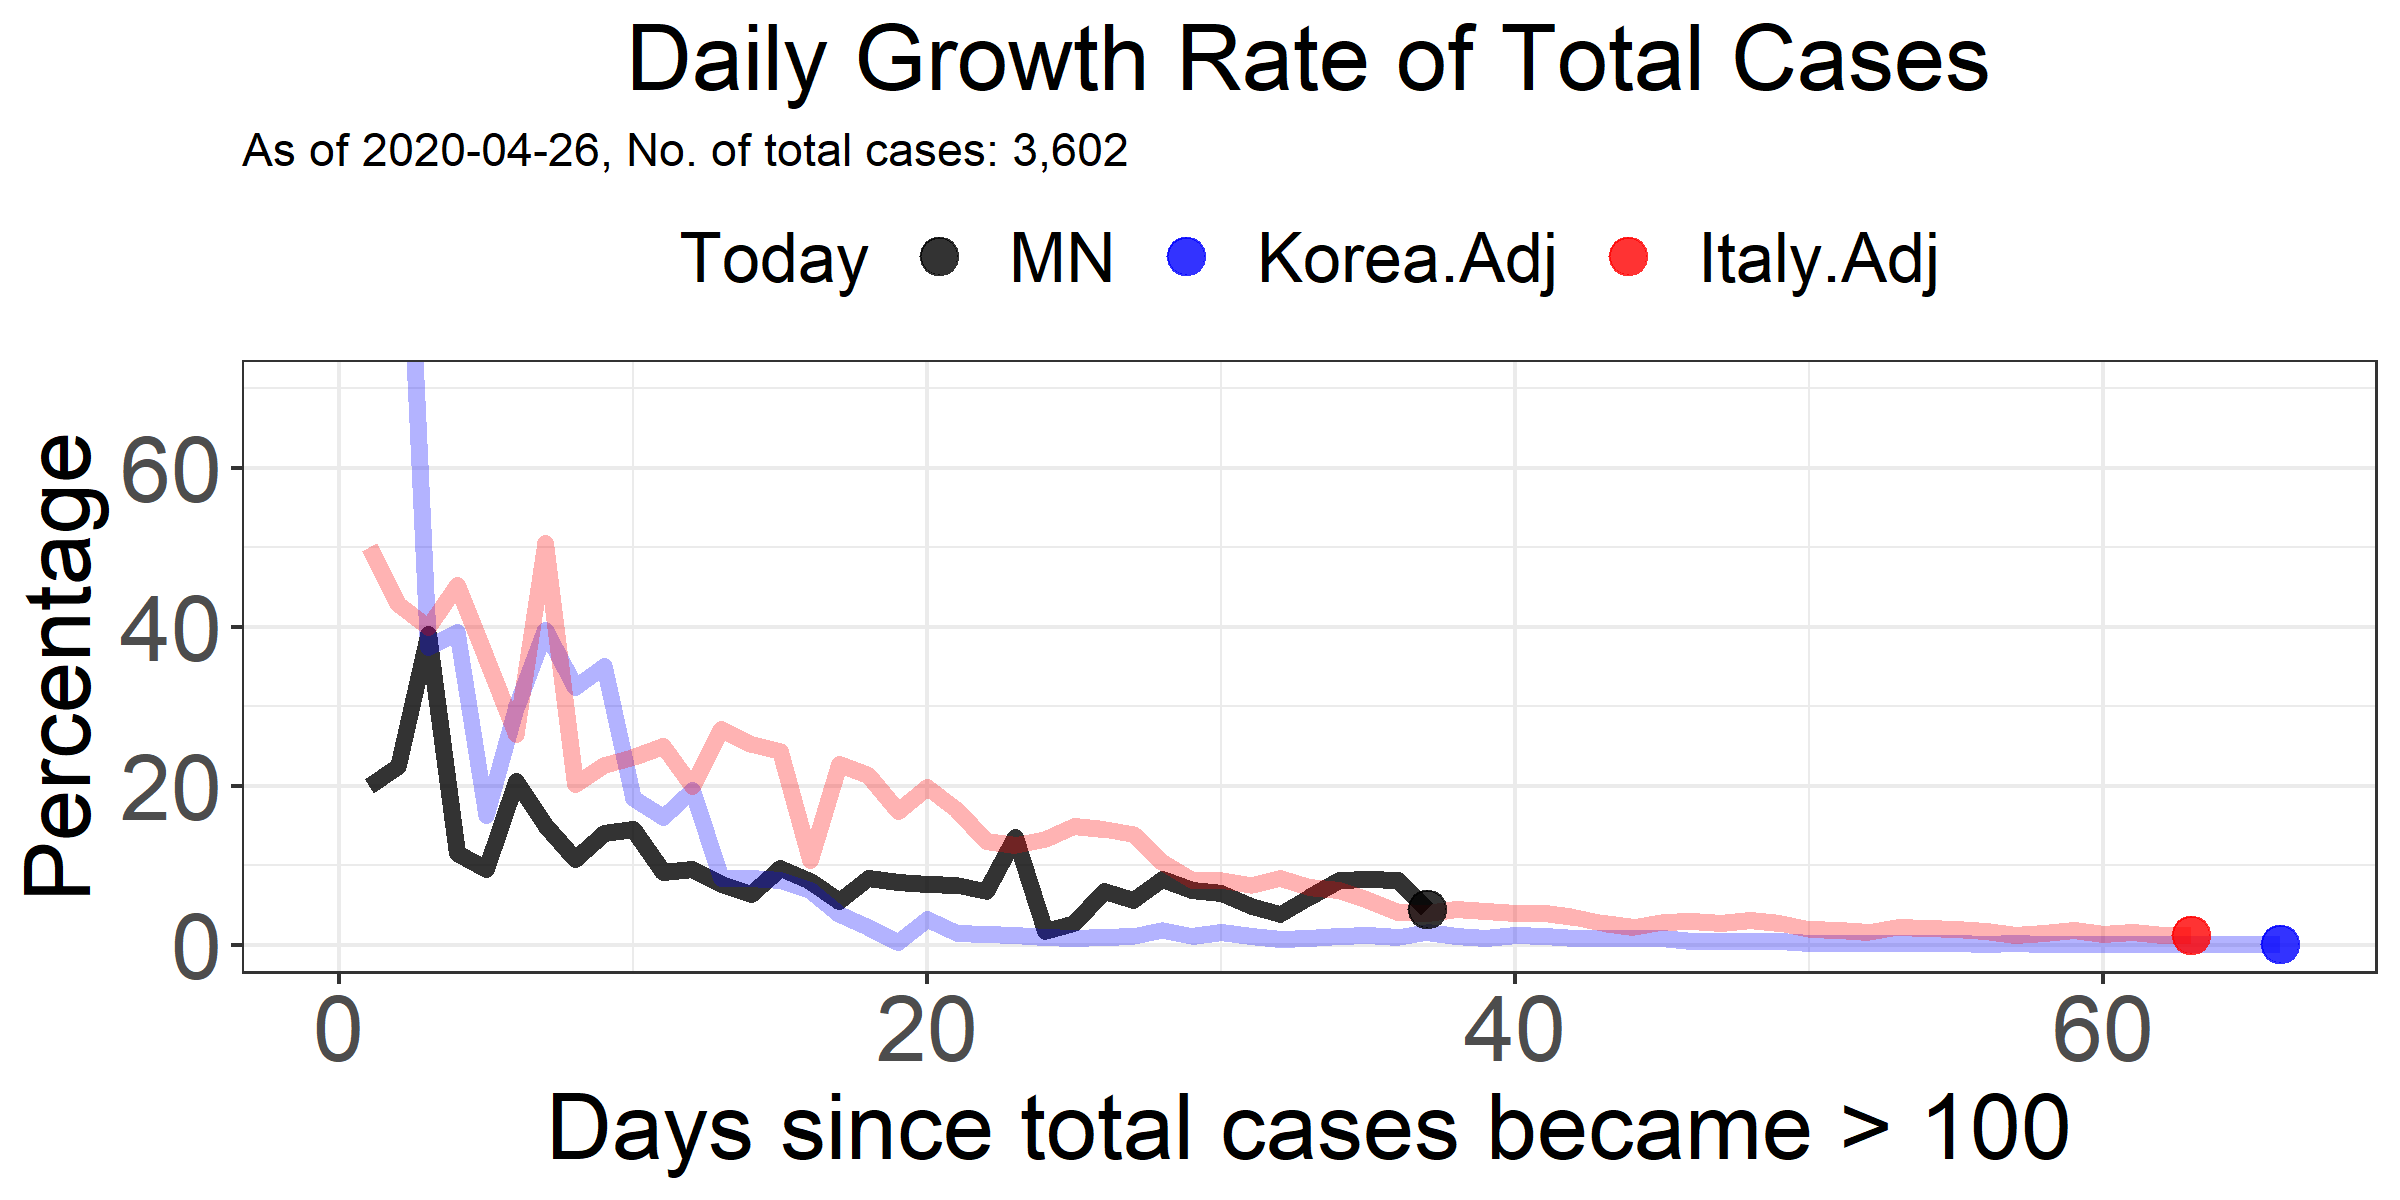 Daily Growth Rate of Total Cases
As of 2020-04-26, No. of total cases: 3,602
Today MN Korea.Adj Italy.Adj
Percentage
60
40
20
0
0 20 40 60
Days since total cases became > 100